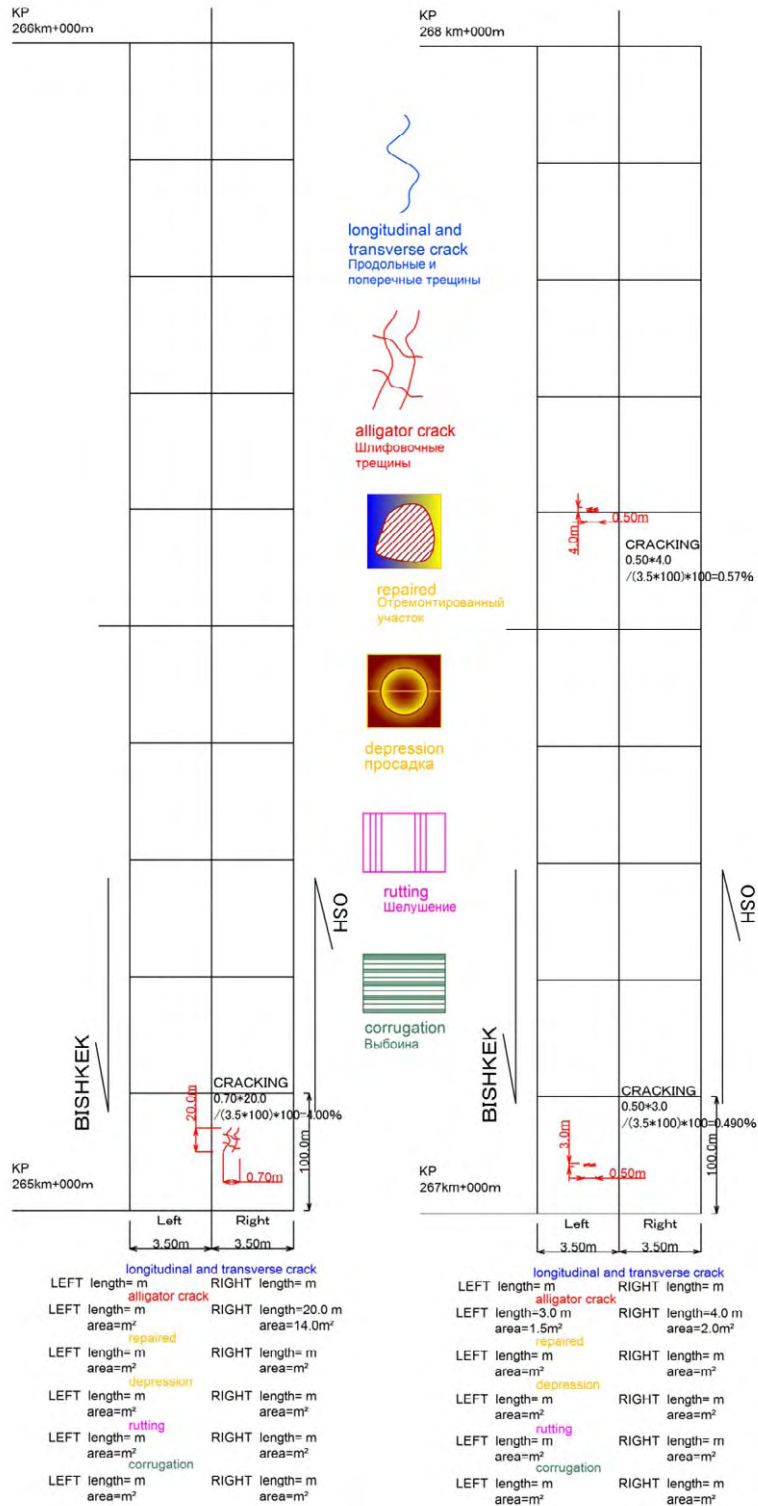 KP
266km+000m
KP
268 km+000m
longitudinal and
transverse crack
Продольные и
поперечные трещины
alligator crack
Шлифовочные
трещины
repaired
Отремонтированный
участок
depression
просадка
rutting
Шелушение
corrugation
Выбоина
BISHKEK
OSH
CRACKING
0.70*20.0
/(3.5*100)*100=4.00%
20.0m
0.70m
100.0m
KP
265km+000m
Left
Right
3.50m
3.50m
4.0m
0.50m
CRACKING
0.50*4.0
/(3.5*100)*100=0.57%
BISHKEK
OSH
CRACKING
0.50*3.0
/(3.5*100)*100=0.490%
3.0m
0.50m
100.0m
KP
267km+000m
Left
Right
3.50m
3.50m
longitudinal and transverse crack
LEFT length= m RIGHT length= m
alligator crack
LEFT length= m RIGHT length=20.0 m
area=m² area=14.0m²
repaired
LEFT length= m RIGHT length= m
area=m² area=m²
depression
LEFT length= m RIGHT length= m
area=m² area=m²
rutting
LEFT length= m RIGHT length= m
area=m² area=m²
corrugation
LEFT length= m RIGHT length= m
area=m² area=m²
longitudinal and transverse crack
LEFT length= m RIGHT length= m
alligator crack
LEFT length=3.0 m RIGHT length=4.0 m
area=1.5m² area=2.0m²
repaired
LEFT length= m RIGHT length= m
area=m² area=m²
depression
LEFT length= m RIGHT length= m
area=m² area=m²
rutting
LEFT length= m RIGHT length= m
area=m² area=m²
corrugation
LEFT length= m RIGHT length= m
area=m² area=m²